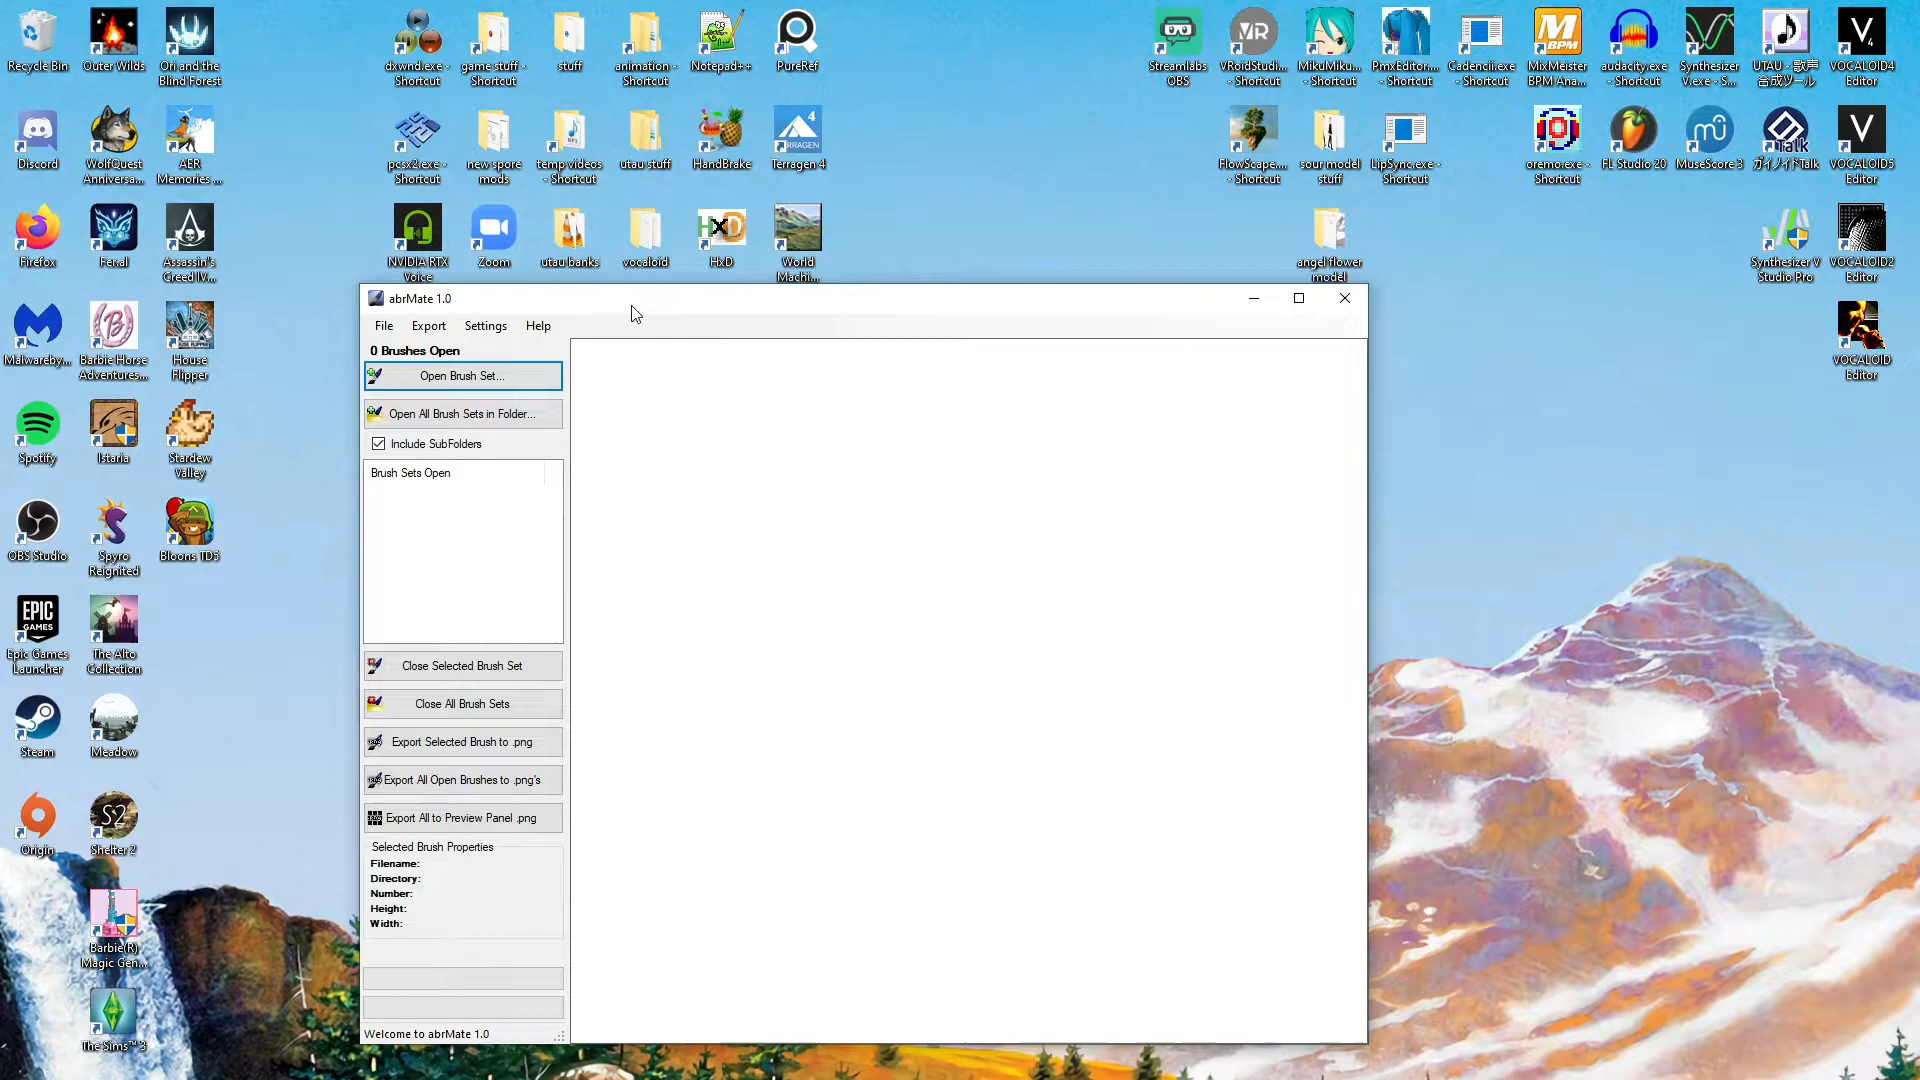 Recycle Bin
Outer Wilds
Ori and the
Blind Forest
dxwnd.exe -
Shortcut
game stuff -
Shortcut
stuff
animation -
Shortcut
Notepad++
PureRef
Streamlabs
OBS
VRoidStudi...
- Shortcut
MikuMiku...
- Shortcut
PmxEditor....
- Shortcut
Cadencii.exe
- Shortcut
MixMeister
BPM Ana...
audacity.exe
- Shortcut
Synthesizer
V.exe - S...
UTAU - 歌声
合成ツール
VOCALOID4
Editor
Discord
WolfQuest
Anniversa...
AER
Memories ...
pcsx2.exe -
Shortcut
new spore
mods
temp videos
- Shortcut
utau stuff
HandBrake
Terragen 4
FlowScape....
- Shortcut
sour model
stuff
LipSync.exe -
Shortcut
oremo.exe -
Shortcut
FL Studio 20
MuseScore 3
ガイノイドTalk
VOCALOID5
Editor
Firefox
Feral
Assassin's
Creed IV...
NVIDIA RTX
Voice
Zoom
utau banks
vocaloid
HxD
World
Machi...
angel flower
model
Synthesizer V
Studio Pro
VOCALOID2
Editor
Malwareby...
Barbie Horse
Adventures...
House
Flipper
VOCALOID
Editor
Spotify
Istaria
Stardew
Valley
OBS Studio
Spyro
Reignited
Bloons TD5
EPIC
GAMES
Epic Games
Launcher
The Alto
Collection
Steam
Meadow
Origin
S2
Shelter 2
Barbie(R)
Magic Gen...
The Sims™ 3
abrMate 1.0
File Export Settings Help
0 Brushes Open
Open Brush Set...
Open All Brush Sets in Folder...
Include SubFolders
Brush Sets Open
Close Selected Brush Set
Close All Brush Sets
Export Selected Brush to .png
Export All Open Brushes to .png's
Export All to Preview Panel .png
Selected Brush Properties
Filename:
Directory:
Number:
Height:
Width:
Welcome to abrMate 1.0